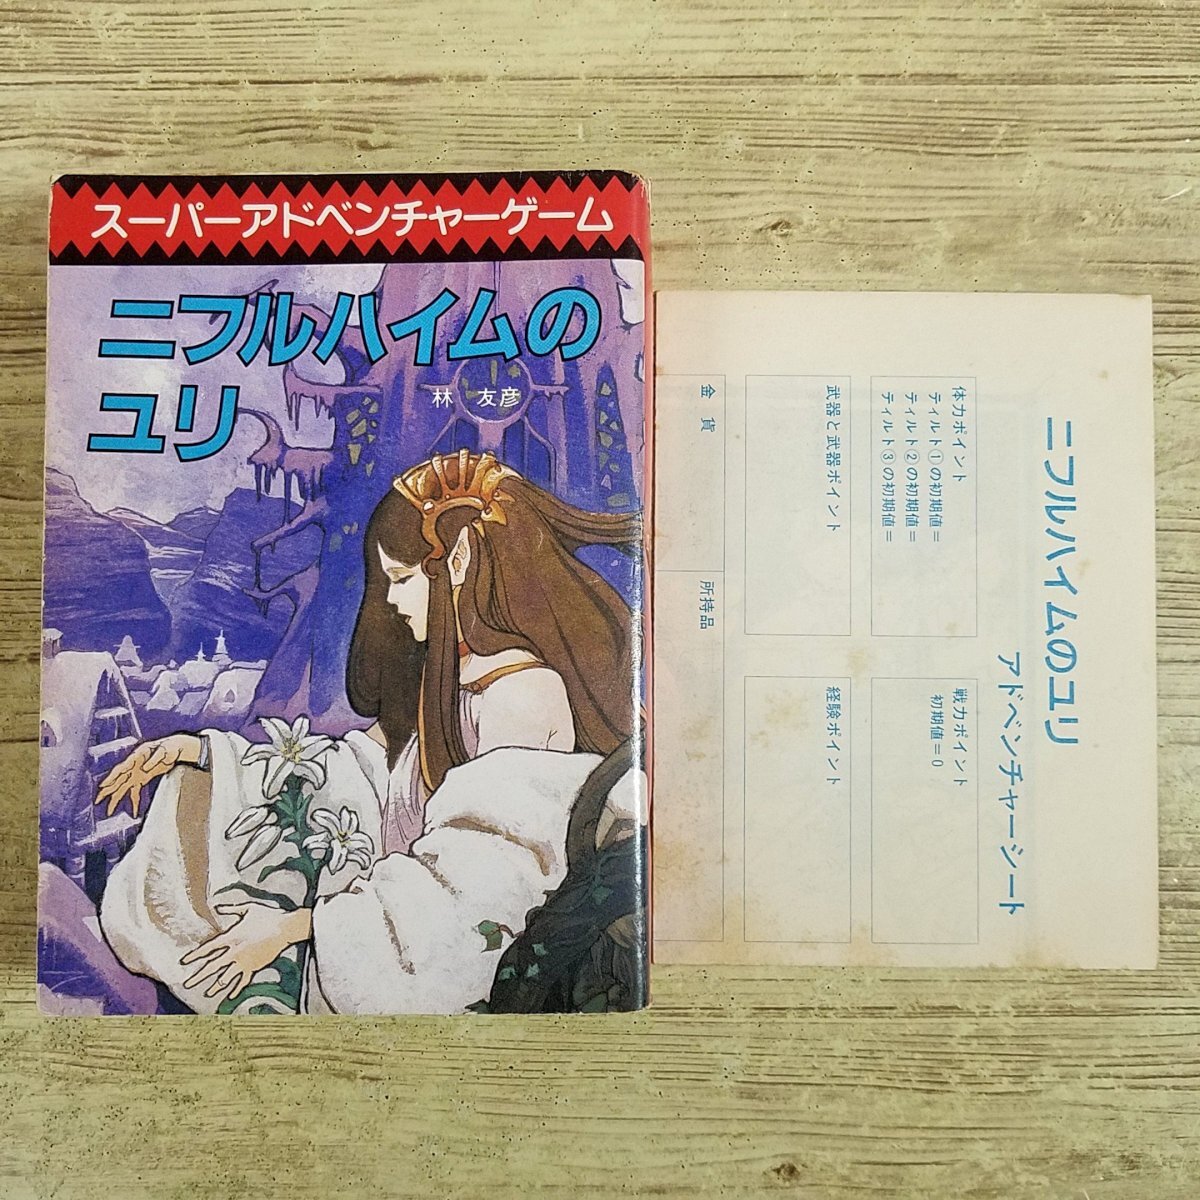 スーパーアドベンチャーゲーム
ニフルハイムの
ユリ
林 友彦
ニフルハイムのユリ
アドベンチャーシート
体力ポイント
ティルト①の初期値＝
ティルト②の初期値＝
ティルト③の初期値＝
戦力ポイント
初期値＝0
武器と武器ポイント
経験ポイント
金貨
所持品